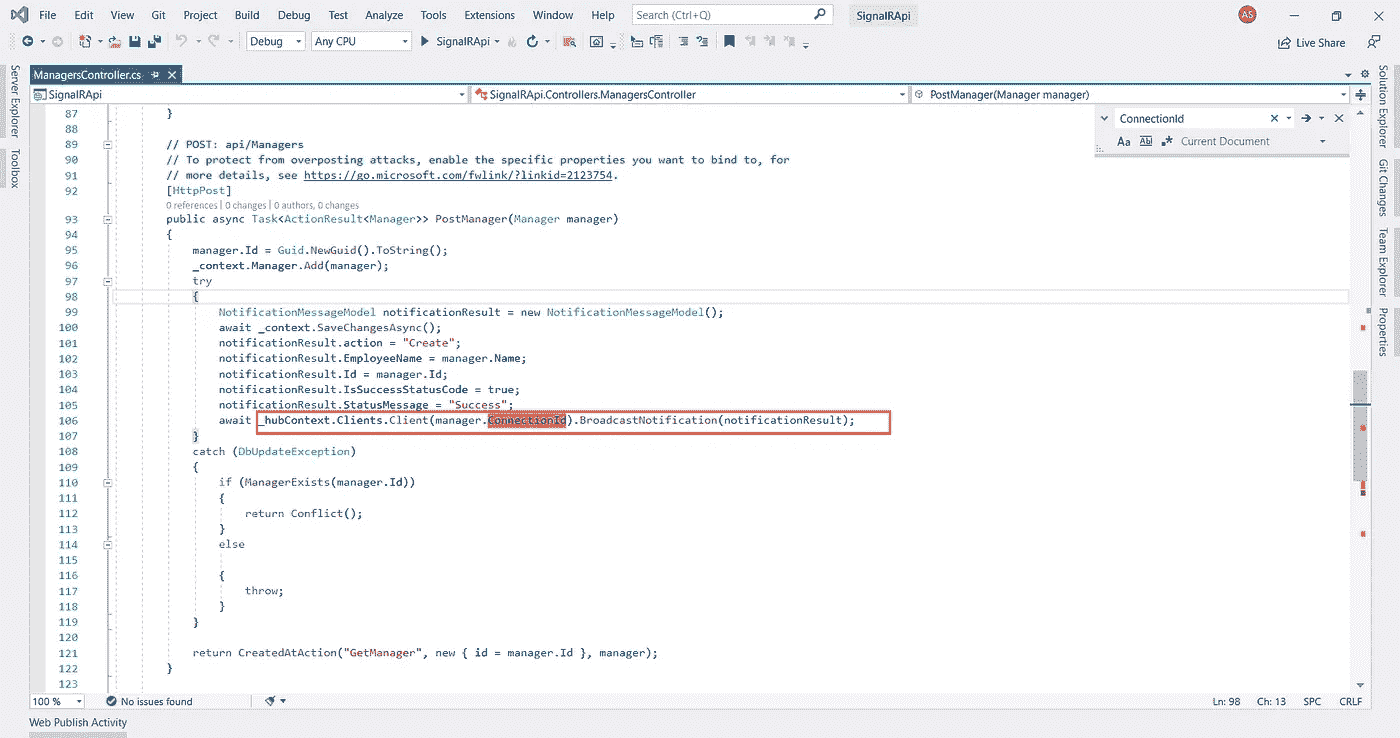 File Edit View Git Project Build Debug Test Analyze Tools Extensions Window Help Search (Ctrl+Q) SignalRApi AS
Debug Any CPU SignalRApi Live Share
ManagersController.cs
SignalRApi SignalRApi.Controllers.ManagersController PostManager(Manager manager)
ConnectionId
Aa Ab Current Document
Server Explorer
Toolbox
Solution Explorer
Git Changes
Team Explorer
Properties
87 }
88
89 // POST: api/Managers
90 // To protect from overposting attacks, enable the specific properties you want to bind to, for
91 // more details, see https://go.microsoft.com/fwlink/?linkid=2123754.
92 [HttpPost]
0 references | 0 changes | 0 authors, 0 changes
93 public async Task<ActionResult<Manager>> PostManager(Manager manager)
94 {
95 manager.Id = Guid.NewGuid().ToString();
96 _context.Manager.Add(manager);
97 try
98 {
99 NotificationMessageModel notificationResult = new NotificationMessageModel();
100 await _context.SaveChangesAsync();
101 notificationResult.action = "Create";
102 notificationResult.EmployeeName = manager.Name;
103 notificationResult.Id = manager.Id;
104 notificationResult.IsSuccessStatusCode = true;
105 notificationResult.StatusMessage = "Success";
106 await _hubContext.Clients.Client(manager.ConnectionId).BroadcastNotification(notificationResult);
107 }
108 catch (DbUpdateException)
109 {
110 if (ManagerExists(manager.Id))
111 {
112 return Conflict();
113 }
114 else
115
116 {
117 throw;
118 }
119 }
120
121 return CreatedAtAction("GetManager", new { id = manager.Id }, manager);
122 }
123
100 % No issues found Ln: 98 Ch: 13 SPC CRLF
Web Publish Activity